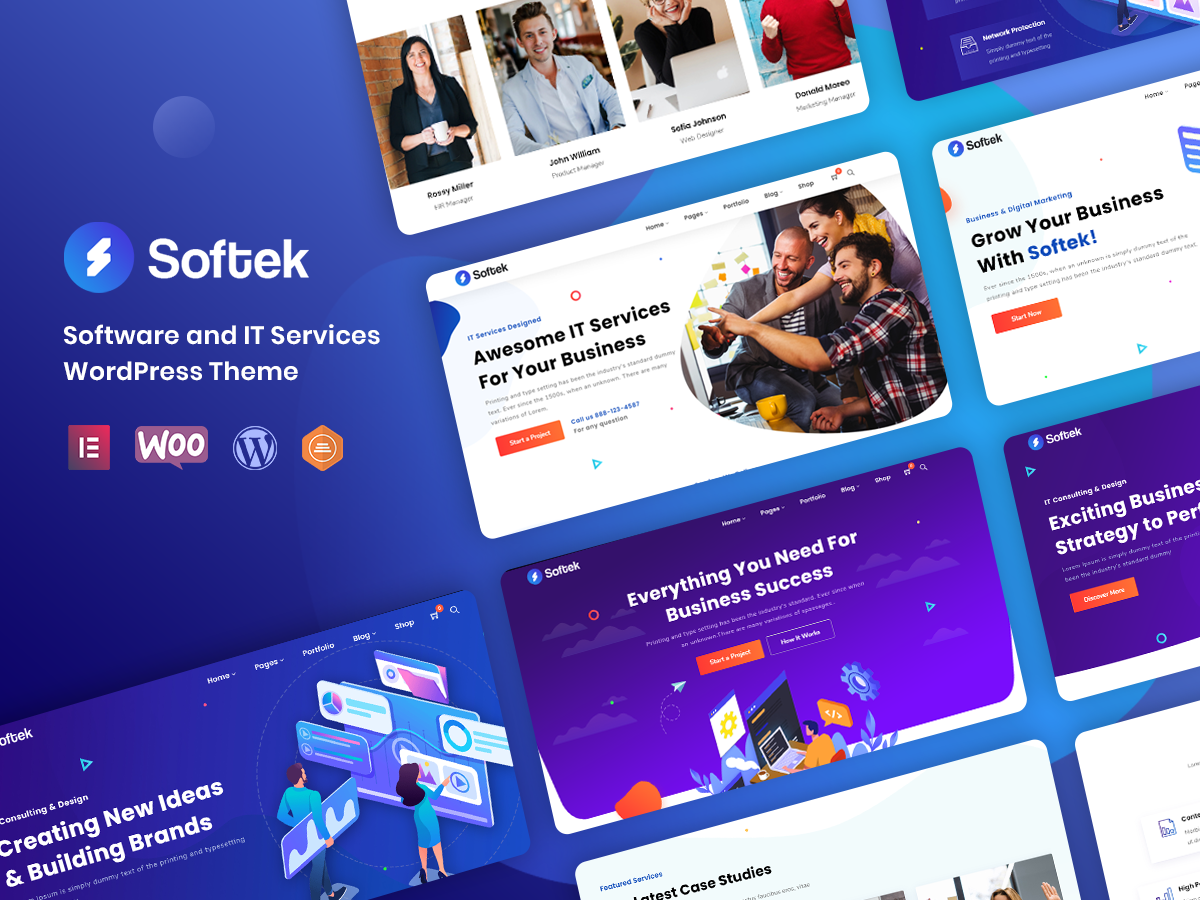 Softek
Software and IT Services
WordPress Theme
WOO
Rossy Miller
HR Manager
John William
Product Manager
Sofia Johnson
Web Designer
Donald Moreo
Marketing Manager
Network Protection
Simply dummy text of the
printing and typesetting
Softek
Home
Pages
Portfolio
Blog
Shop
IT Services Designed
Awesome IT Services
For Your Business
Printing and type setting has been the industry's standard dummy
text. Ever since the 1500s, when an unknown. There are many
variations of Lorem.
Start a Project
Call us 888-123-4587
For any question
Softek
Home
Business & Digital Marketing
Grow Your Business
With Softek!
Ever since the 1500s, when an unknown is simply dummy text of the
printing and type setting has been the industry's standard dummy text.
Start Now
Softek
Home
Pages
Portfolio
Blog
Shop
Everything You Need For
Business Success
Printing and type setting has been the industry's standard. Ever since when
an unknown.There are many variations of spassages..
Start a Project
How It Works
Softek
IT Consulting & Design
Exciting Business
Strategy to
Lorem Ipsum is simply dummy text of the
been the industry's standard dummy
Discover More
Home
Pages
Portfolio
Blog
Shop
Consulting & Design
Creating New Ideas
& Building Brands
Ipsum is simply dummy text of the printing and typesetting
Featured Services
Latest Case Studies
faucibus eros, vitae
High